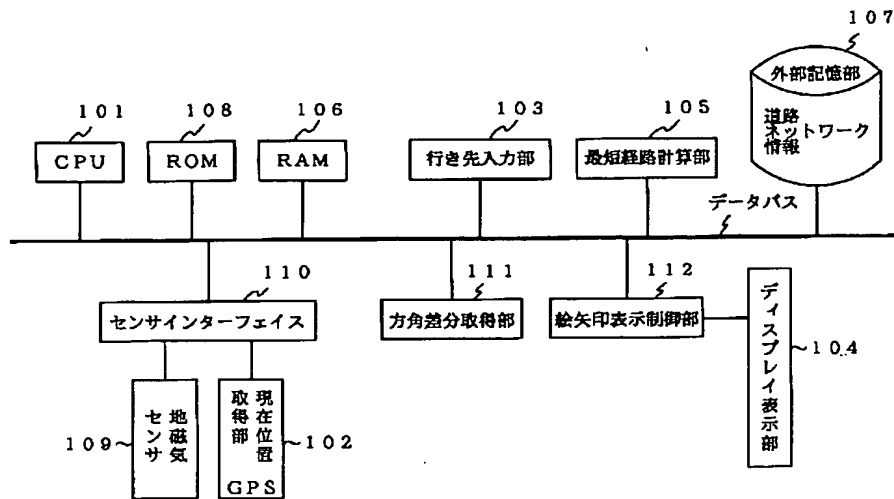 １０７
外部記憶部
道路
ネットワーク
情報
１０１
CPU
１０８
ROM
１０６
RAM
１０３
行き先入力部
１０５
最短経路計算部
データバス
１１０
センサインターフェイス
１１１
方角差分取得部
１１２
絵矢印表示制御部
ディスプレイ表示部
１０４
地磁気
センサ
１０９
現在位置
取得部
GPS
１０２